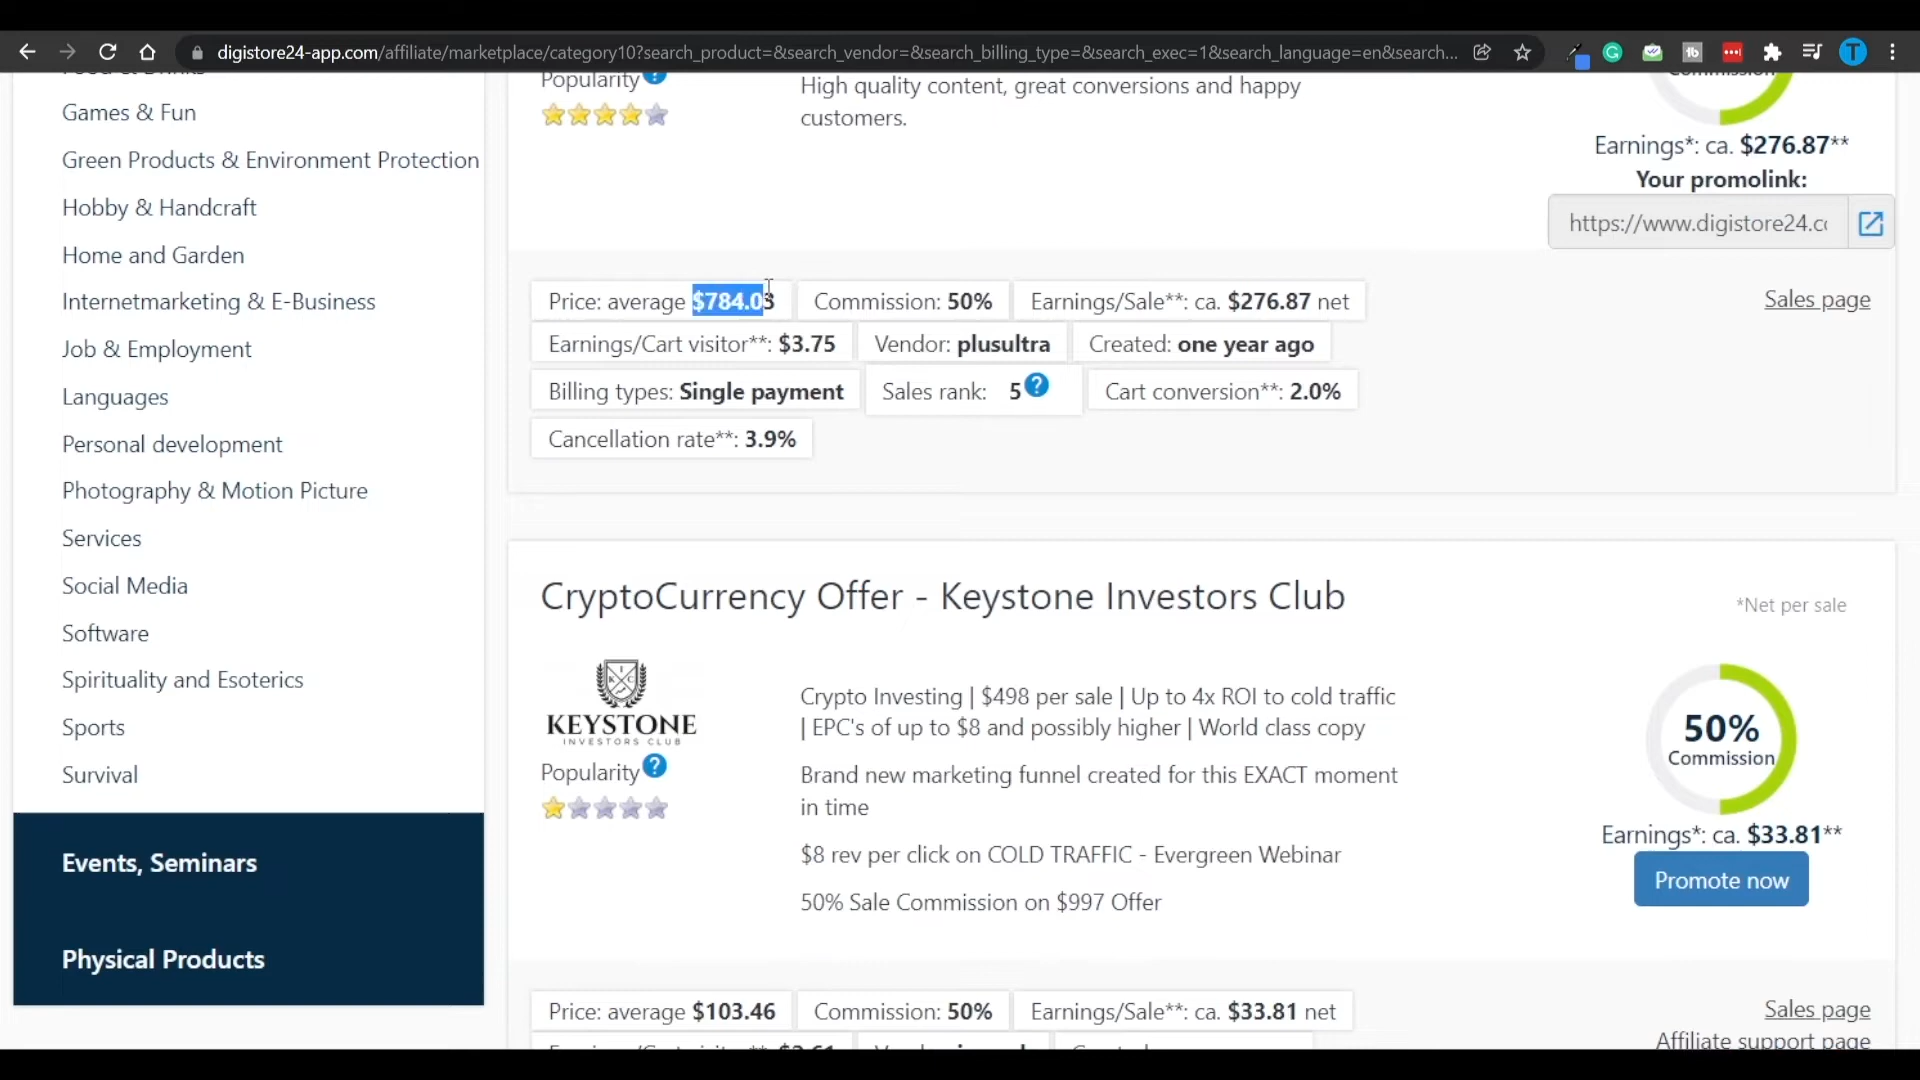 digistore24-app.com/affiliate/marketplace/category10?search_product=&search_vendor=&search_billing_type=&search_exec=1&search_language=en&search...
T
Games & Fun
Green Products & Environment Protection
Hobby & Handcraft
Home and Garden
Internetmarketing & E-Business
Job & Employment
Languages
Personal development
Photography & Motion Picture
Services
Social Media
Software
Spirituality and Esoterics
Sports
Survival
Events, Seminars
Physical Products
Popularity ?
High quality content, great conversions and happy
customers.
Commission
Earnings*: ca. $276.87**
Your promolink:
https://www.digistore24.c
Price: average $784.03
Commission: 50%
Earnings/Sale**: ca. $276.87 net
Sales page
Earnings/Cart visitor**: $3.75
Vendor: plusultra
Created: one year ago
Billing types: Single payment
Sales rank: 5 ?
Cart conversion**: 2.0%
Cancellation rate**: 3.9%
CryptoCurrency Offer - Keystone Investors Club
*Net per sale
KEYSTONE
INVESTORS CLUB
Popularity ?
Crypto Investing | $498 per sale | Up to 4x ROI to cold traffic
| EPC's of up to $8 and possibly higher | World class copy
Brand new marketing funnel created for this EXACT moment
in time
$8 rev per click on COLD TRAFFIC - Evergreen Webinar
50% Sale Commission on $997 Offer
50%
Commission
Earnings*: ca. $33.81**
Promote now
Price: average $103.46
Commission: 50%
Earnings/Sale**: ca. $33.81 net
Sales page
Affiliate support page